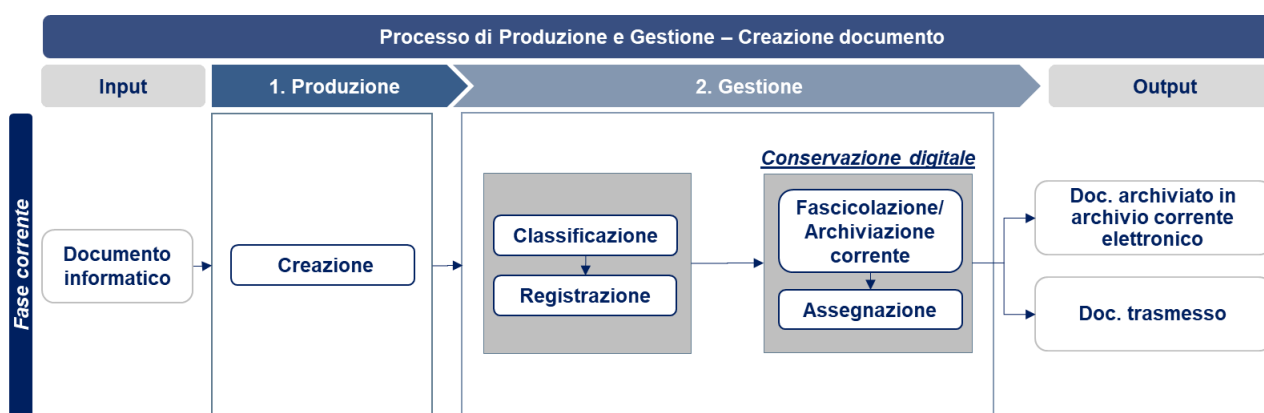 Processo di Produzione e Gestione – Creazione documento
Input
1. Produzione
2. Gestione
Output
Fase corrente
Documento
informatico
Creazione
Classificazione
Registrazione
Conservazione digitale
Fascicolazione/
Archiviazione
corrente
Assegnazione
Doc. archiviato in
archivio corrente
elettronico
Doc. trasmesso